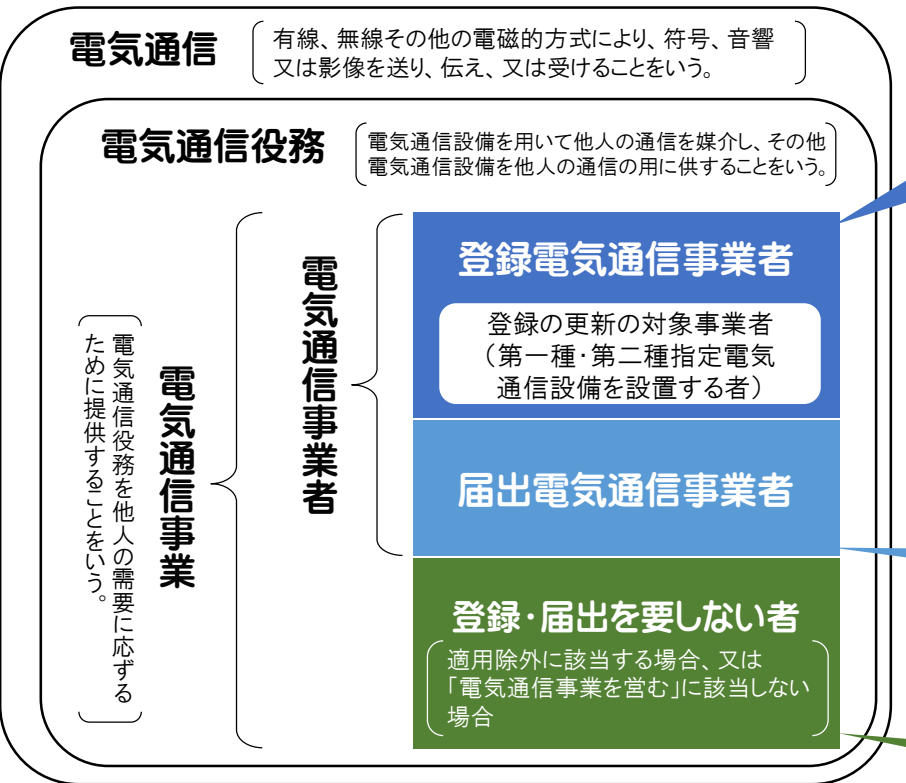 電気通信
有線、無線その他の電磁的方式により、符号、音響
又は影像を送り、伝え、又は受けることをいう。
電気通信役務
電気通信設備を用いて他人の通信を媒介し、その他
電気通信設備を他人の通信の用に供することをいう。
電気通信事業
電気通信役務を他人の需要に応ずる
ために提供することをいう。
電気通信事業者
登録電気通信事業者
登録の更新の対象事業者
（第一種・第二種指定電気
通信設備を設置する者）
届出電気通信事業者
登録・届出を要しない者
適用除外に該当する場合、又は
「電気通信事業を営む」に該当しない
場合